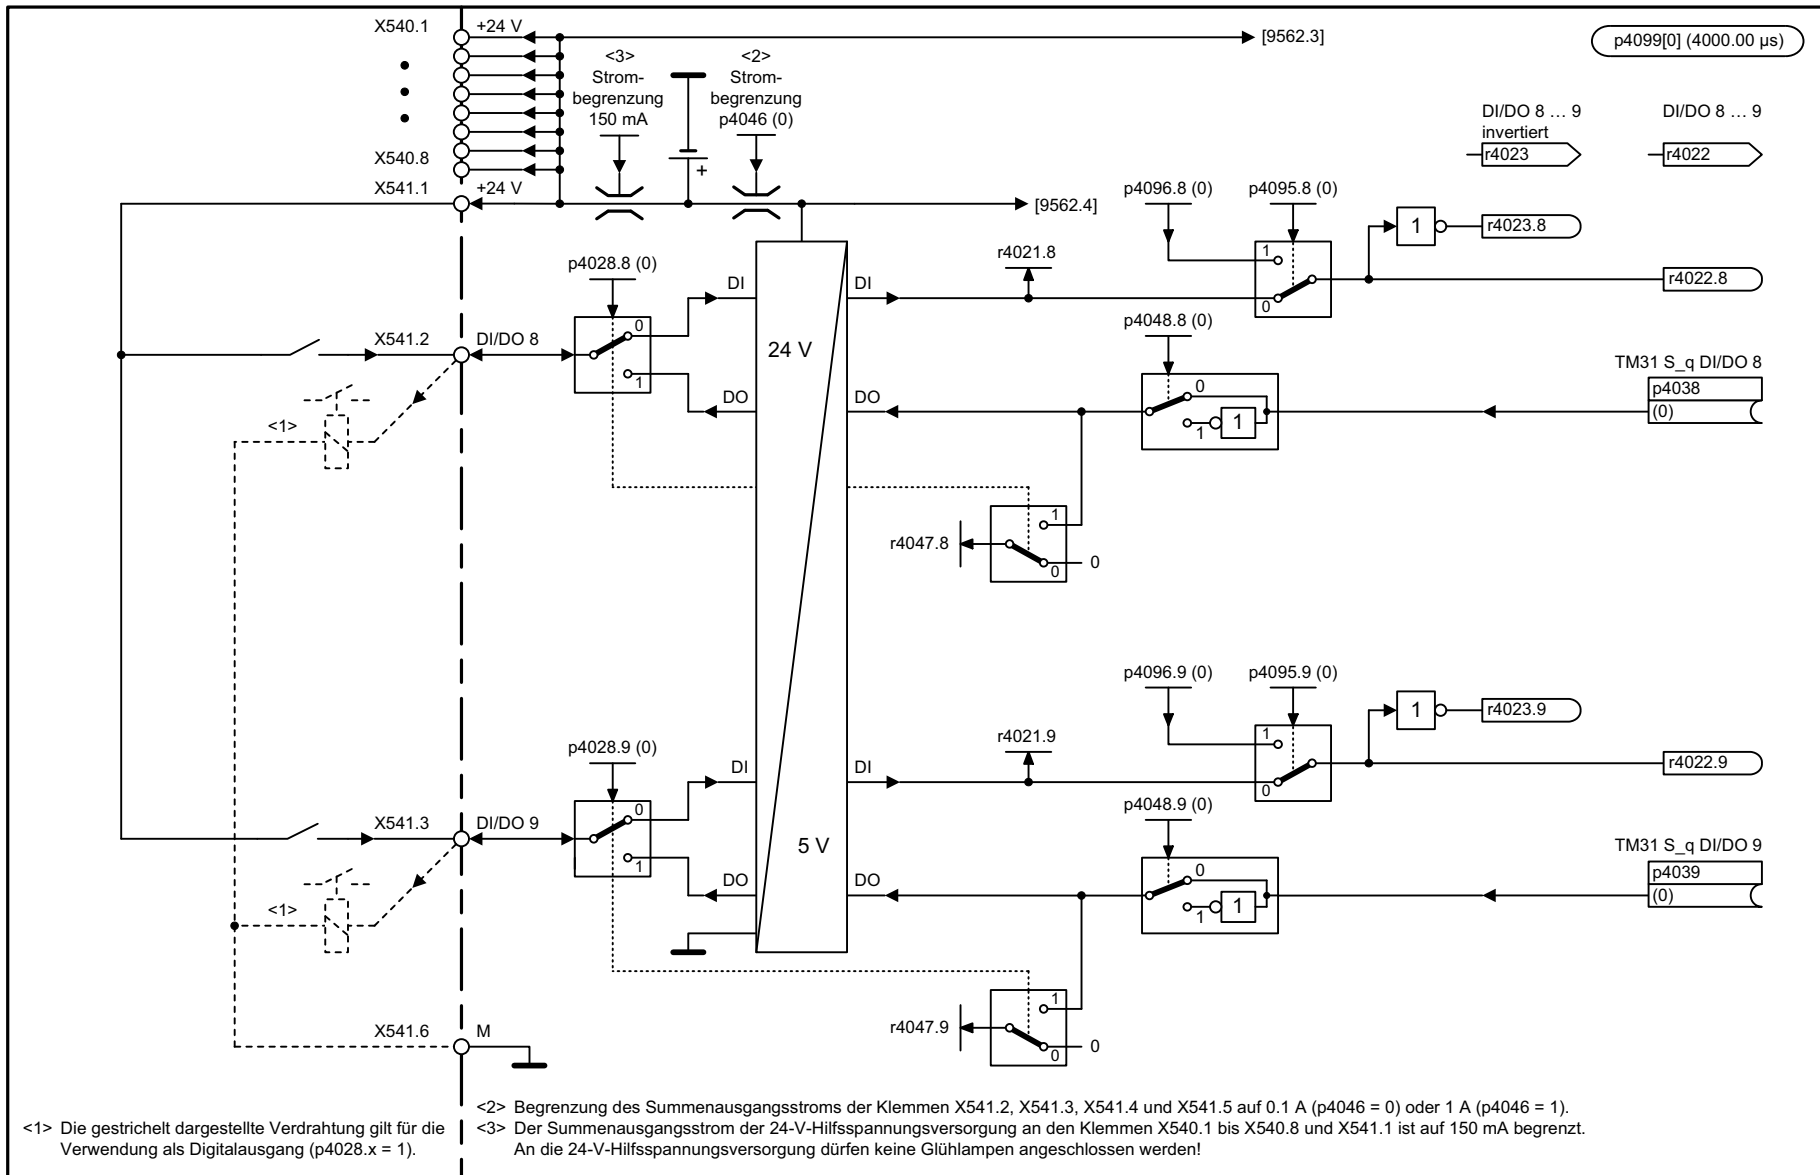 X540.1
+24 V
[9562.3]
p4099[0] (4000.00 µs)
<3>
Strom-
begrenzung
150 mA
<2>
Strom-
begrenzung
p4046 (0)
+
DI/DO 8 ... 9
invertiert
r4023
DI/DO 8 ... 9
r4022
X540.8
X541.1
+24 V
[9562.4]
p4096.8 (0)
p4095.8 (0)
1
0
1
r4023.8
r4022.8
p4028.8 (0)
0
1
DI
DI
r4021.8
24 V
X541.2
DI/DO 8
DO
DO
p4048.8 (0)
0
1
1
TM31 S_q DI/DO 8
p4038
(0)
<1>
r4047.8
1
0
0
p4096.9 (0)
p4095.9 (0)
1
0
1
r4023.9
r4022.9
p4028.9 (0)
0
1
DI
DI
r4021.9
5 V
X541.3
DI/DO 9
DO
DO
p4048.9 (0)
0
1
1
TM31 S_q DI/DO 9
p4039
(0)
<1>
r4047.9
1
0
0
X541.6
M
<1> Die gestrichelt dargestellte Verdrahtung gilt für die
Verwendung als Digitalausgang (p4028.x = 1).
<2> Begrenzung des Summenausgangsstroms der Klemmen X541.2, X541.3, X541.4 und X541.5 auf 0.1 A (p4046 = 0) oder 1 A (p4046 = 1).
<3> Der Summenausgangsstrom der 24-V-Hilfsspannungsversorgung an den Klemmen X540.1 bis X540.8 und X541.1 ist auf 150 mA begrenzt.
An die 24-V-Hilfsspannungsversorgung dürfen keine Glühlampen angeschlossen werden!